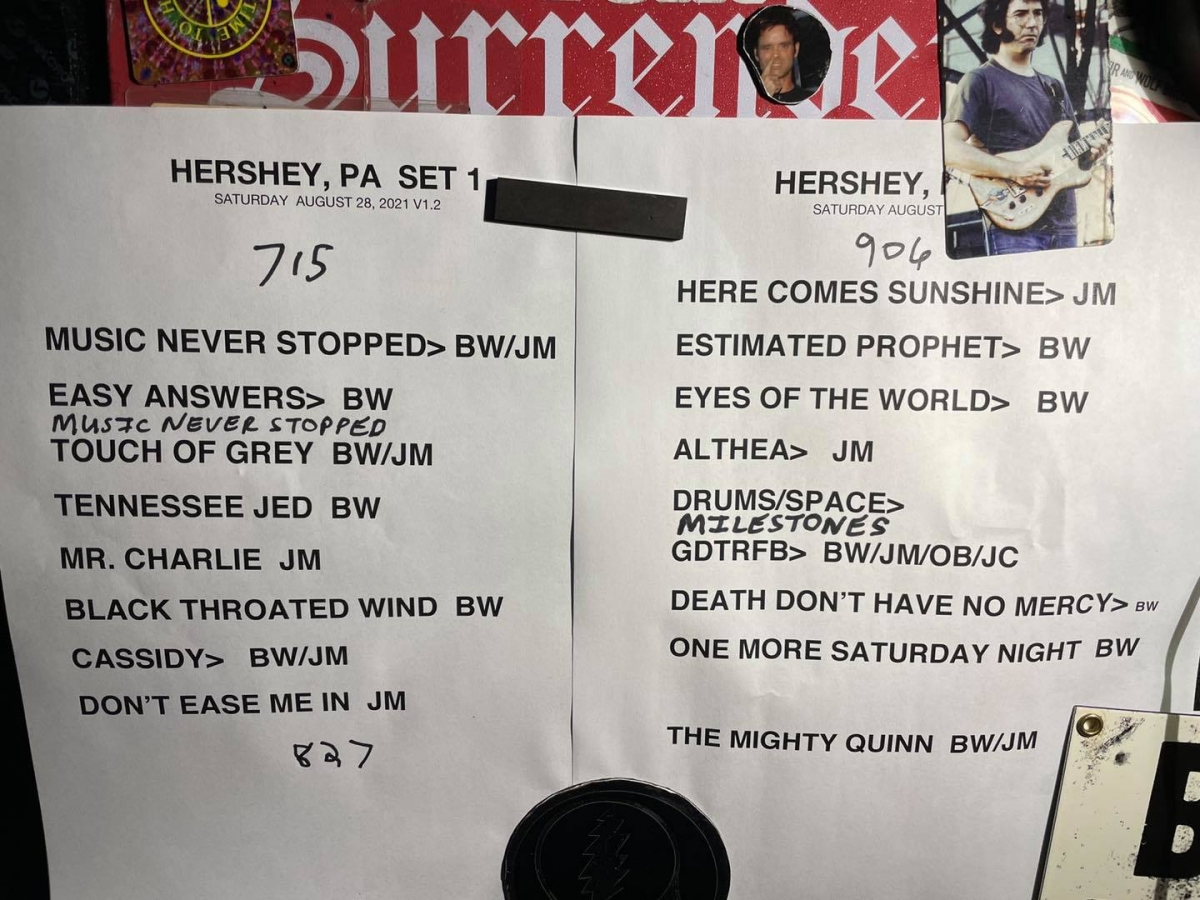 Surrende
HERSHEY, PA SET 1
SATURDAY AUGUST 28, 2021 V1.2
715
MUSIC NEVER STOPPED> BW/JM
EASY ANSWERS> BW
MUSIC NEVER STOPPED
TOUCH OF GREY BW/JM
TENNESSEE JED BW
MR. CHARLIE JM
BLACK THROATED WIND BW
CASSIDY> BW/JM
DON'T EASE ME IN JM
827
HERSHEY,
SATURDAY AUGUST
906
HERE COMES SUNSHINE> JM
ESTIMATED PROPHET> BW
EYES OF THE WORLD> BW
ALTHEA> JM
DRUMS/SPACE>
MILESTONES
GDTRFB> BW/JM/OB/JC
DEATH DON'T HAVE NO MERCY> BW
ONE MORE SATURDAY NIGHT BW
THE MIGHTY QUINN BW/JM